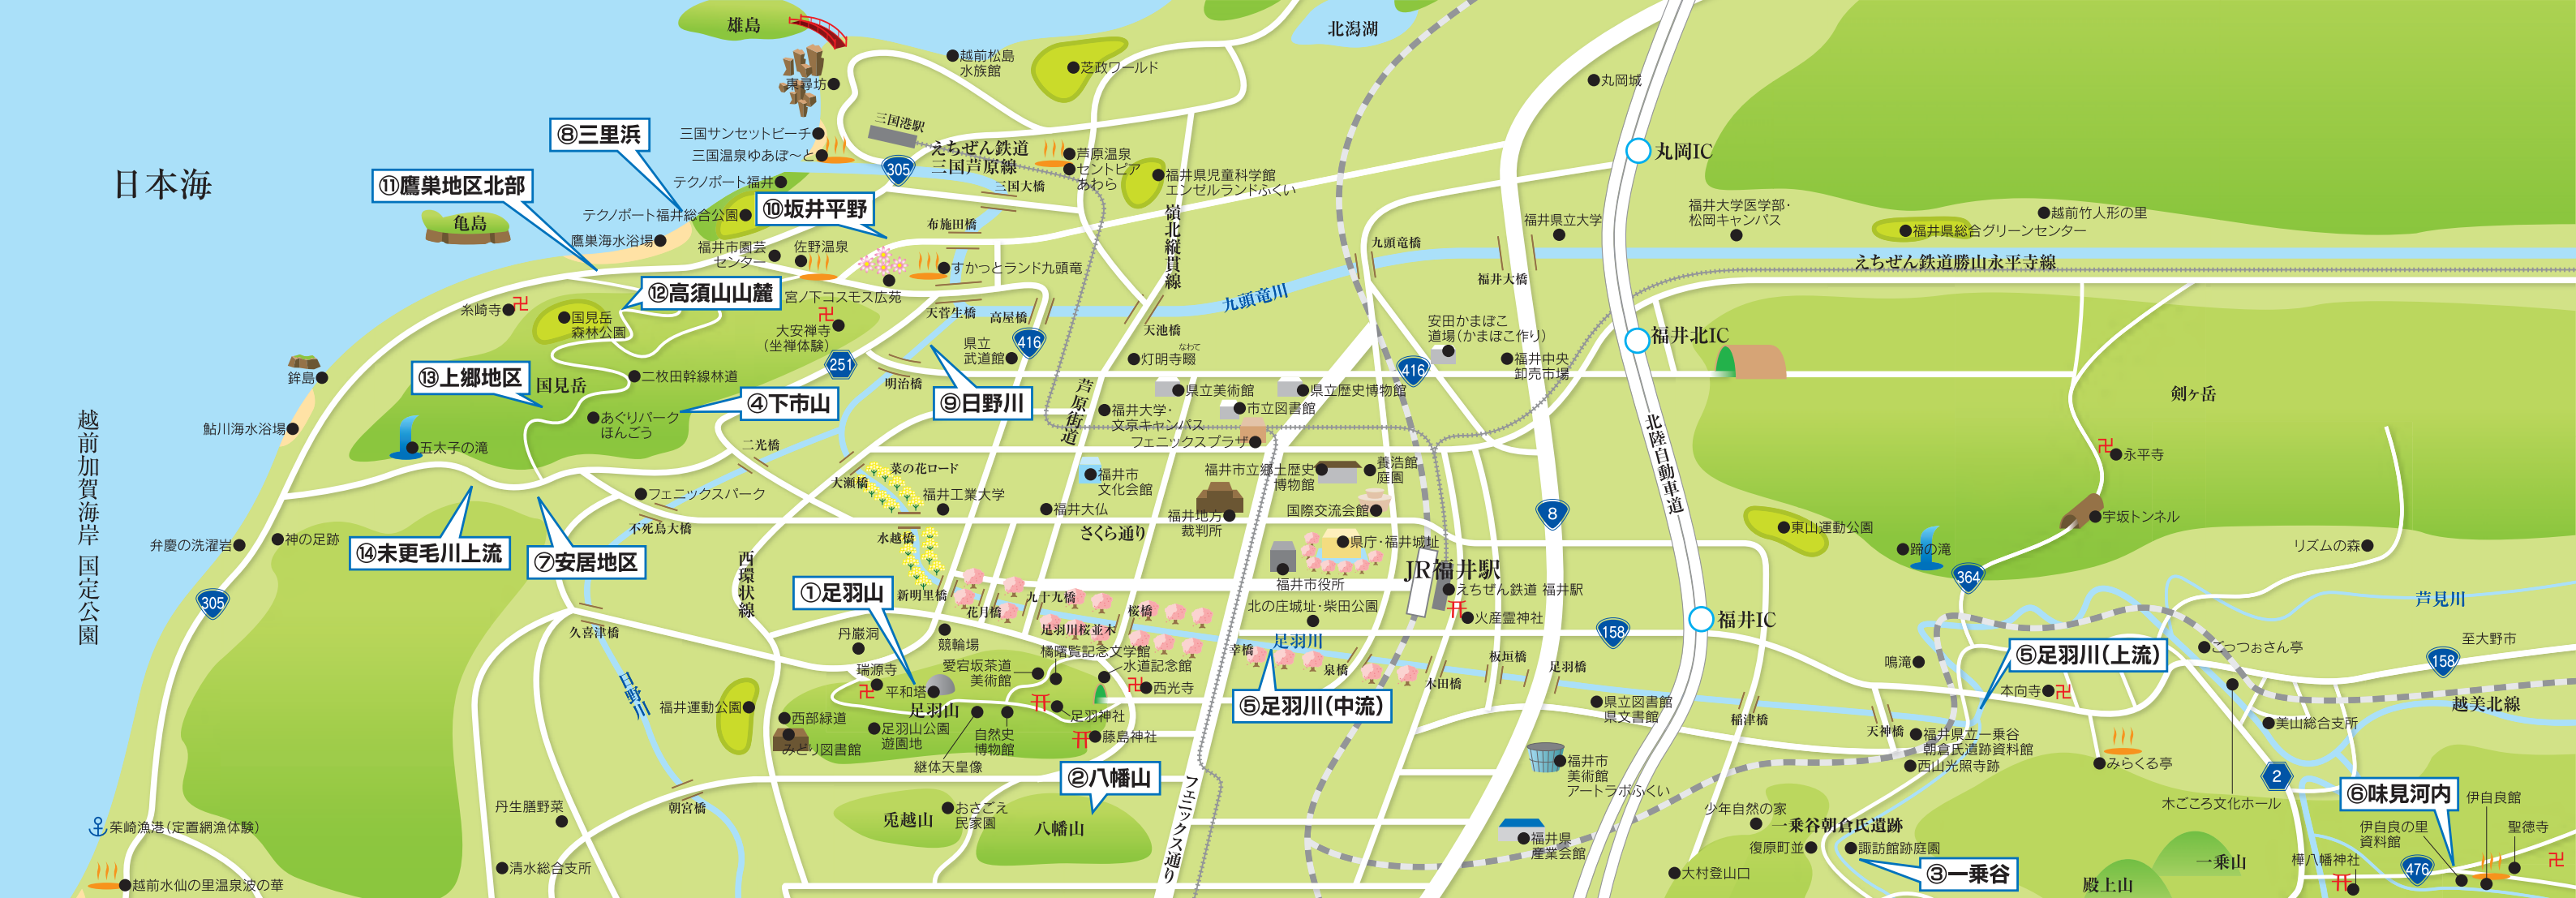 雄島
北潟湖
越前松島
水族館
芝政ワールド
丸岡城
東尋坊
三国サンセットビーチ
三国温泉ゆあぽ～と
三国港駅
えちぜん鉄道
三国芦原線
芦原温泉
セントピア
あわら
305
⑧三里浜
日本海
⑪鷹巣地区北部
亀島
テクノポート福井
テクノポート福井総合公園
⑩坂井平野
三国大橋
福井県児童科学館
エンゼルランドふくい
丸岡IC
鷹巣海水浴場
福井市園芸
センター
佐野温泉
布施田橋
嶺北縦貫線
すかっとランド九頭竜
宮ノ下コスモス広苑
九頭竜橋
福井県立大学
福井大学医学部・
松岡キャンパス
福井大橋
越前竹人形の里
福井県総合グリーンセンター
えちぜん鉄道勝山永平寺線
九頭竜川
⑫高須山山麓
糸崎寺
国見岳
森林公園
大安禅寺
（坐禅体験）
天菅生橋
高屋橋
天池橋
416
県立
武道館
なわて
灯明寺畷
251
安田かまぼこ
道場（かまぼこ作り）
福井中央
卸売市場
416
福井北IC
鉾島
⑬上郷地区
国見岳
二枚田幹線林道
④下市山
明治橋
⑨日野川
県立美術館
県立歴史博物館
剣ヶ岳
芦原街道
福井大学・
文京キャンパス
市立図書館
フェニックスプラザ
北陸自動車道
越前加賀海岸 国定公園
鮎川海水浴場
五太子の滝
あぐりパーク
ほんごう
二光橋
菜の花ロード
大瀬橋
福井工業大学
福井市
文化会館
福井市立郷土歴史
博物館
養浩館
庭園
永平寺
フェニックスパーク
不死鳥大橋
福井大仏
福井地方
裁判所
国際交流会館
8
東山運動公園
宇坂トンネル
弁慶の洗濯岩
神の足跡
⑭未更毛川上流
⑦安居地区
水越橋
さくら通り
県庁・福井城址
JR福井駅
蹄の滝
リズムの森
305
西環状線
①足羽山
新明里橋
花月橋
九十九橋
桜橋
福井市役所
えちぜん鉄道 福井駅
364
芦見川
北の庄城址・柴田公園
火産霊神社
福井IC
久喜津橋
丹巌洞
競輪場
足羽川桜並木
橘曙覧記念文学館
足羽川
158
至大野市
158
瑞源寺
愛宕坂茶道
美術館
水道記念館
幸橋
泉橋
木田橋
板垣橋
足羽橋
鳴滝
⑤足羽川（上流）
ごっつぉさん亭
日野川
平和塔
西光寺
⑤足羽川（中流）
本向寺
越美北線
福井運動公園
西部緑道
みどり図書館
足羽山
足羽山公園
遊園地
自然史
博物館
足羽神社
藤島神社
県立図書館
県文書館
稲津橋
天神橋
福井県立一乗谷
朝倉氏遺跡資料館
西山光照寺跡
みらくる亭
美山総合支所
継体天皇像
②八幡山
福井市
美術館
アートラボふくい
2
木ごころ文化ホール
⑥味見河内
伊自良館
丹生膳野菜
朝宮橋
兎越山
おさごえ
民家園
八幡山
フェニックス通り
少年自然の家
一乗谷朝倉氏遺跡
復原町並
諏訪館跡庭園
伊自良の里
資料館
聖徳寺
茱崎漁港（定置網漁体験）
清水総合支所
福井県
産業会館
大村登山口
③一乗谷
殿上山
一乗山
樺八幡神社
476
越前水仙の里温泉波の華